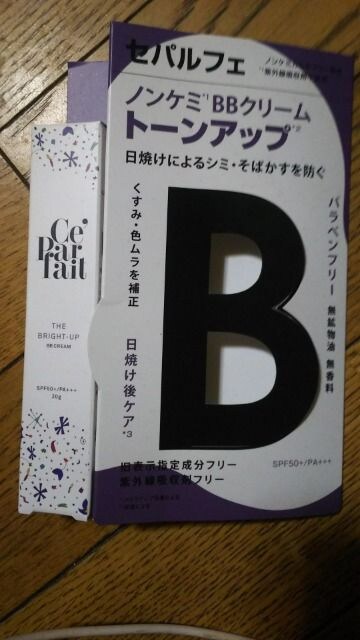 セパルフェ
ノンケミ*1 BBクリーム
トーンアップ*2
日焼けによるシミ・そばかすを防ぐ
くすみ・色ムラを補正
日焼け後ケア*3
B
パラベンフリー 無鉱物油 無香料
旧表示指定成分フリー
紫外線吸収剤フリー
SPF50+/PA+++
Ce'
Par
fait
THE
BRIGHT-UP
BB CREAM
SPF50+/PA+++
30g